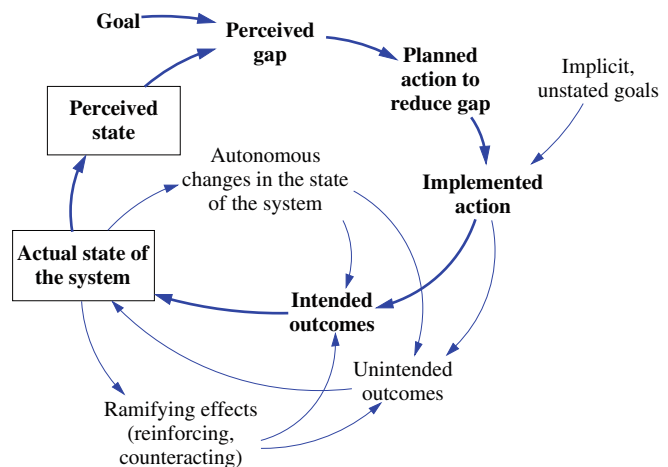 Goal
Perceived
gap
Planned
action to
reduce gap
Implicit,
unstated goals
Perceived
state
Autonomous
changes in the state
of the system
Implemented
action
Actual state of
the system
Intended
outcomes
Unintended
outcomes
Ramifying effects
(reinforcing,
counteracting)